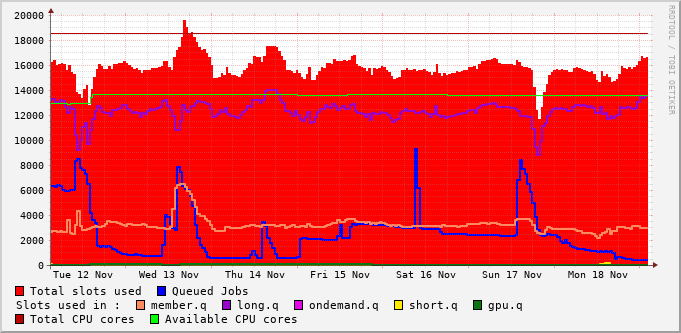 20000
18000
16000
14000
12000
10000
8000
6000
4000
2000
0
Tue 12 Nov Wed 13 Nov Thu 14 Nov Fri 15 Nov Sat 16 Nov Sun 17 Nov Mon 18 Nov
Total slots used Queued Jobs
Slots used in : member.q long.q ondemand.q short.q gpu.q
Total CPU cores Available CPU cores
RRDTOOL / TOBI OETIKER